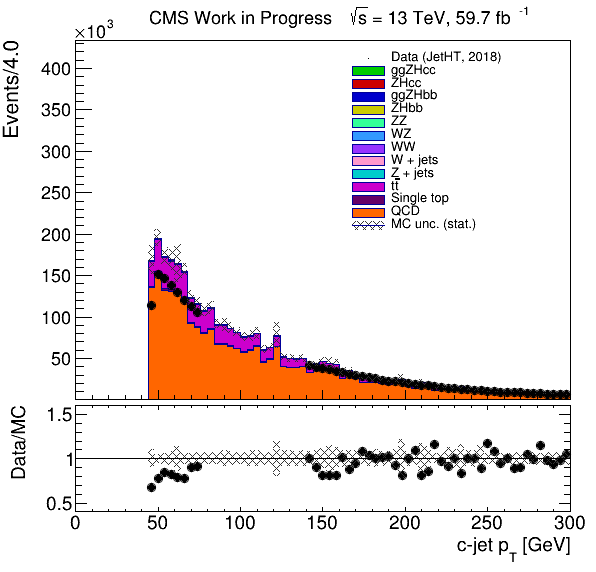 CMS Work in Progress √s = 13 TeV, 59.7 fb⁻¹
×10³
Events/4.0
400
350
300
250
200
150
100
50
Data (JetHT, 2018)
ggZHcc
ZHcc
ggZHbb
ZHbb
ZZ
WZ
WW
W + jets
Z + jets
tt̅
Single top
QCD
MC unc. (stat.)
Data/MC
1.5
1
0.5
0 50 100 150 200 250 300
c-jet p_T [GeV]